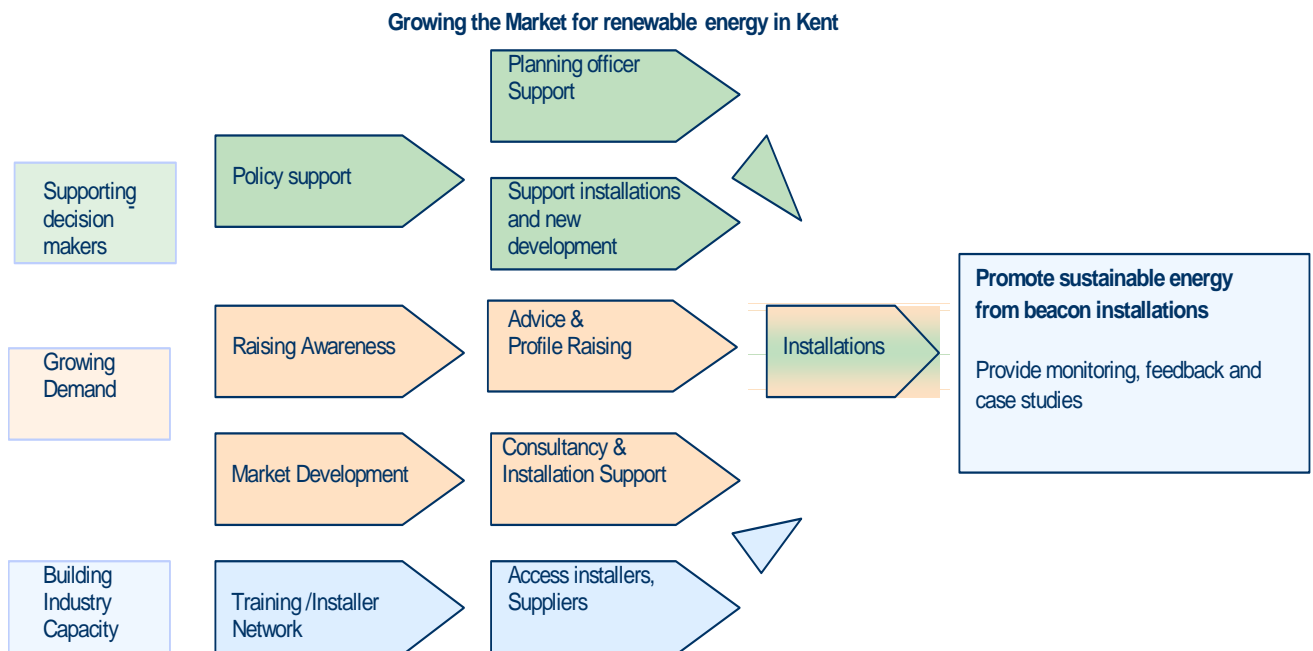 Growing the Market for renewable energy in Kent
Planning officer
Support
Policy support
Supporting
decision
makers
Support installations
and new
development
Raising Awareness
Advice &
Profile Raising
Installations
Promote sustainable energy
from beacon installations
Provide monitoring, feedback and
case studies
Growing
Demand
Market Development
Consultancy &
Installation Support
Building
Industry
Capacity
Training /Installer
Network
Access installers,
Suppliers